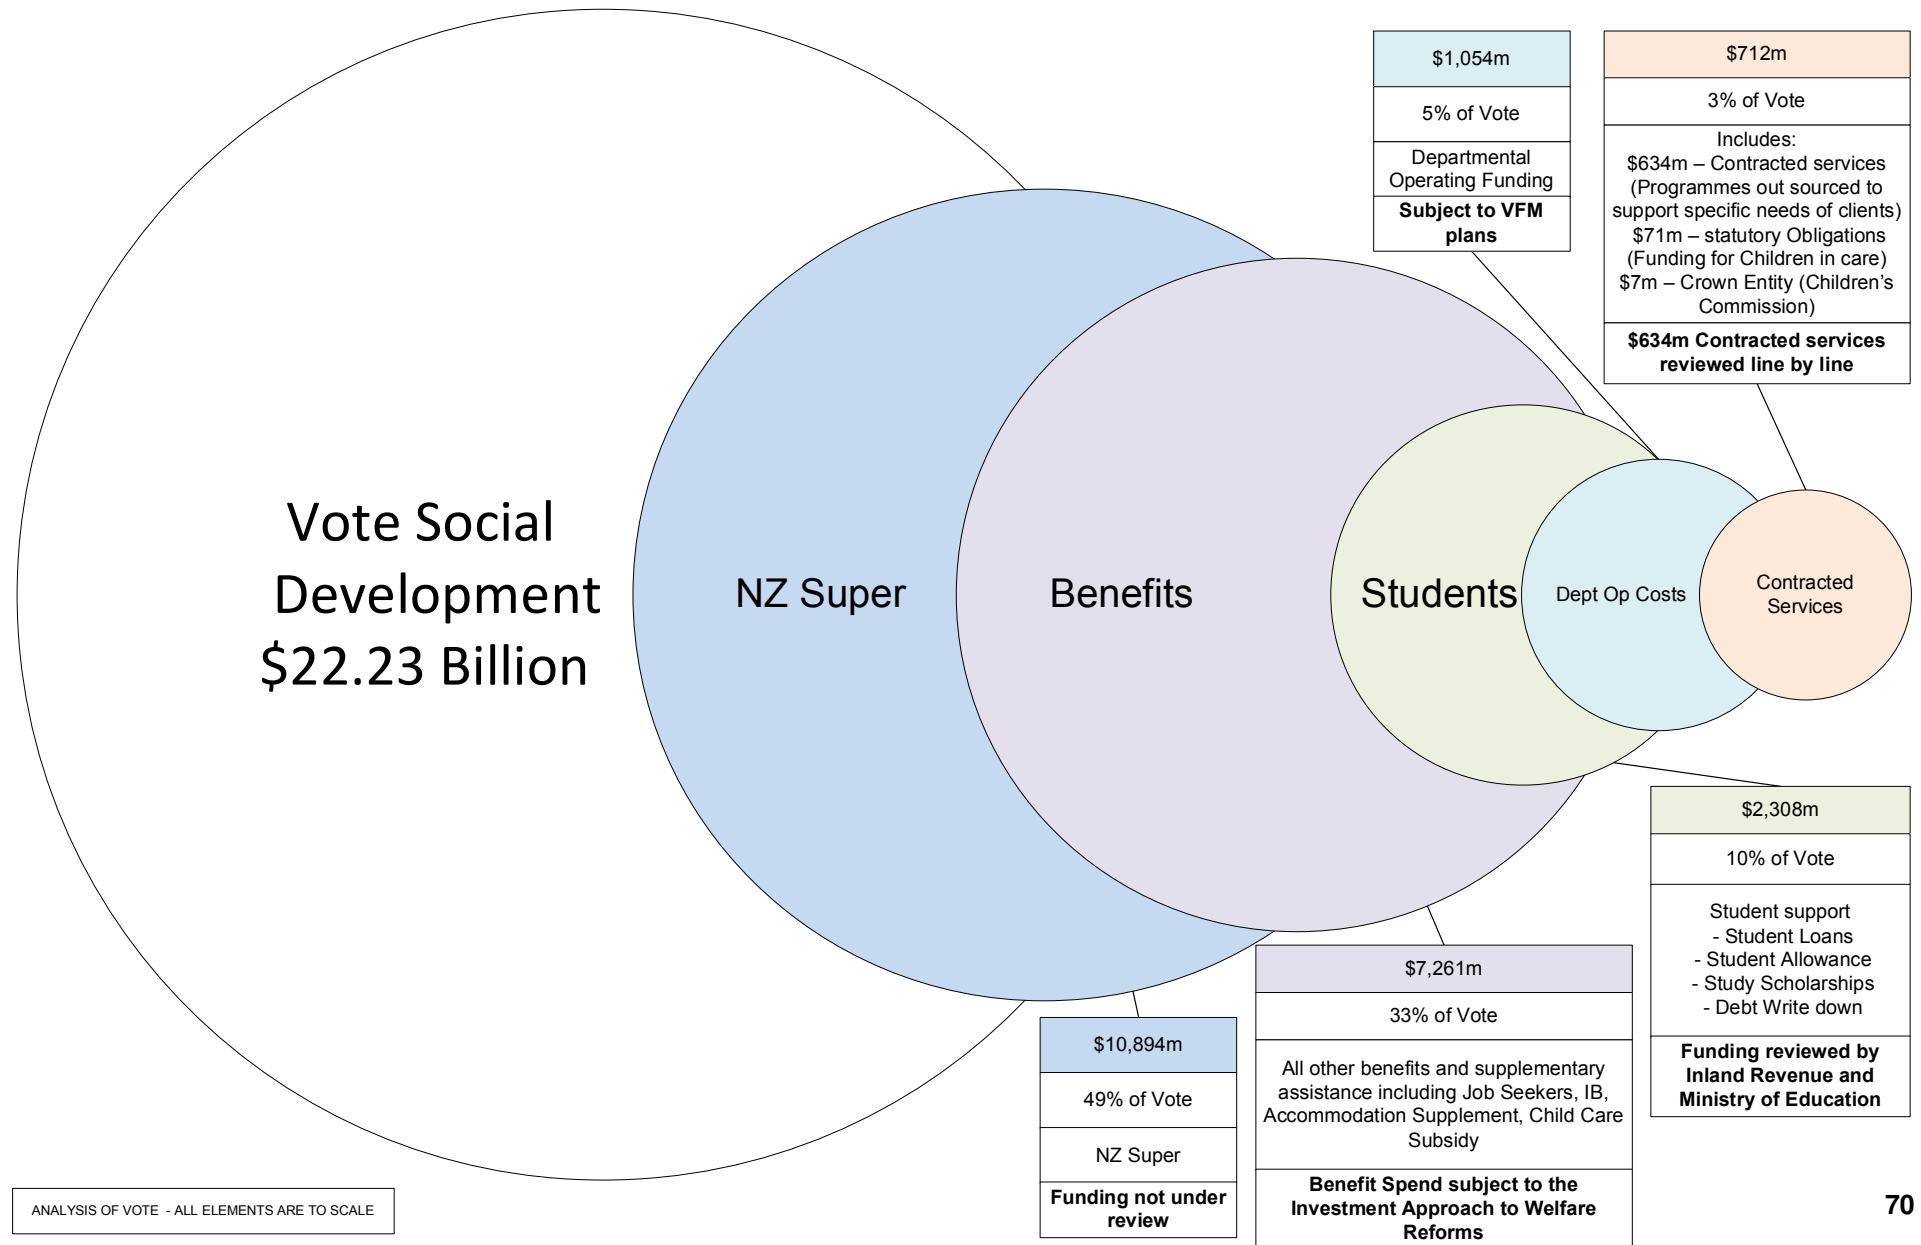 $1,054m
5% of Vote
Departmental
Operating Funding
Subject to VFM
plans
$712m
3% of Vote
Includes:
$634m – Contracted services
(Programmes out sourced to
support specific needs of clients)
$71m – statutory Obligations
(Funding for Children in care)
$7m – Crown Entity (Children’s
Commission)
$634m Contracted services
reviewed line by line
Vote Social
Development
$22.23 Billion
NZ Super
Benefits
Students
Dept Op Costs
Contracted
Services
$2,308m
10% of Vote
Student support
- Student Loans
- Student Allowance
- Study Scholarships
- Debt Write down
Funding reviewed by
Inland Revenue and
Ministry of Education
$7,261m
33% of Vote
All other benefits and supplementary
assistance including Job Seekers, IB,
Accommodation Supplement, Child Care
Subsidy
Benefit Spend subject to the
Investment Approach to Welfare
Reforms
$10,894m
49% of Vote
NZ Super
Funding not under
review
ANALYSIS OF VOTE - ALL ELEMENTS ARE TO SCALE
70